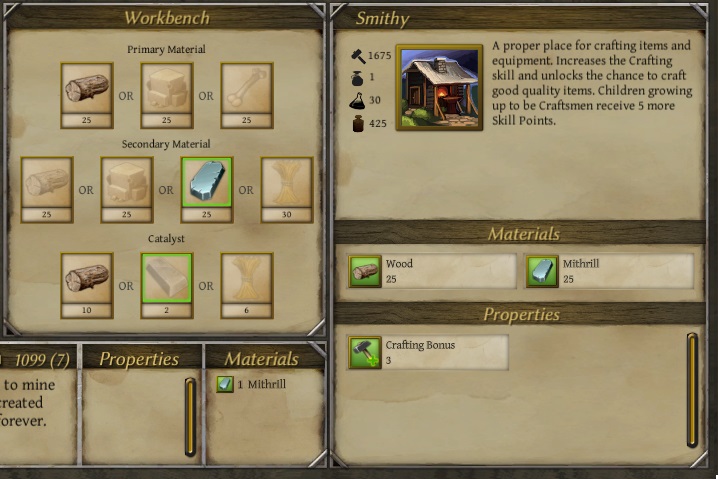 Workbench
Primary Material
OR OR
25 25 25
Secondary Material
OR OR OR
25 25 25 30
Catalyst
OR OR
10 2 6
1099 (7)
to mine
created
forever.
Properties
Materials
1 Mithrill
Smithy
1675
1
30
425
A proper place for crafting items and
equipment. Increases the Crafting
skill and unlocks the chance to craft
good quality items. Children growing
up to be Craftsmen receive 5 more
Skill Points.
Materials
Wood
25
Mithrill
25
Properties
Crafting Bonus
3